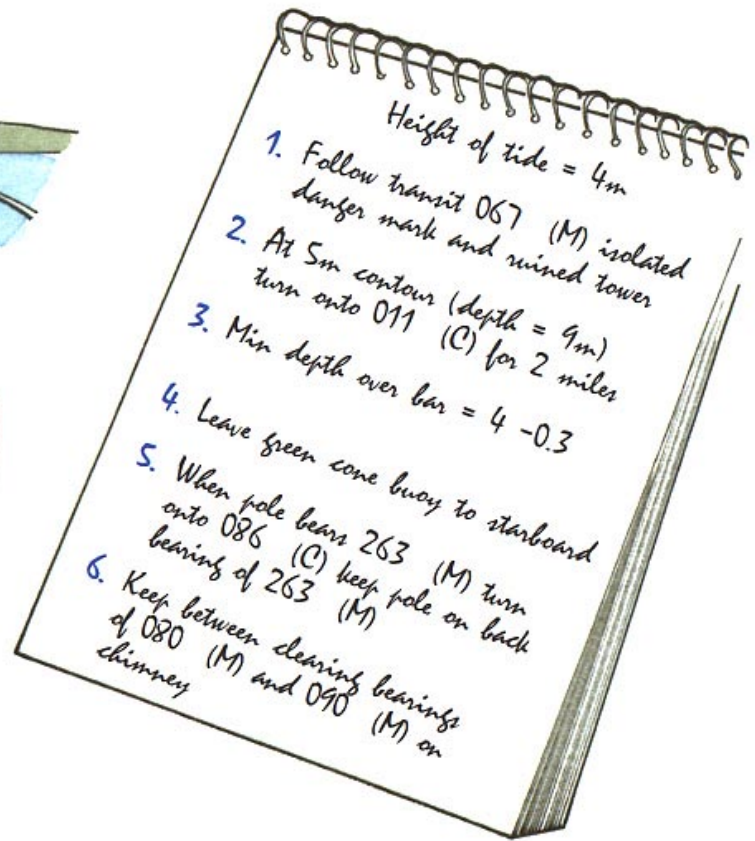 Height of tide = 4m
1. Follow transit 067 (M) isolated
danger mark and ruined tower
2. At 5m contour (depth = 9m)
turn onto 011 (C) for 2 miles
3. Min depth over bar = 4 -0.3
4. Leave green cone buoy to starboard
5. When pole bears 263 (M) turn
onto 086 (C) keep pole on back
bearing of 263 (M)
6. Keep between clearing bearings
of 080 (M) and 090 (M) on
chimney